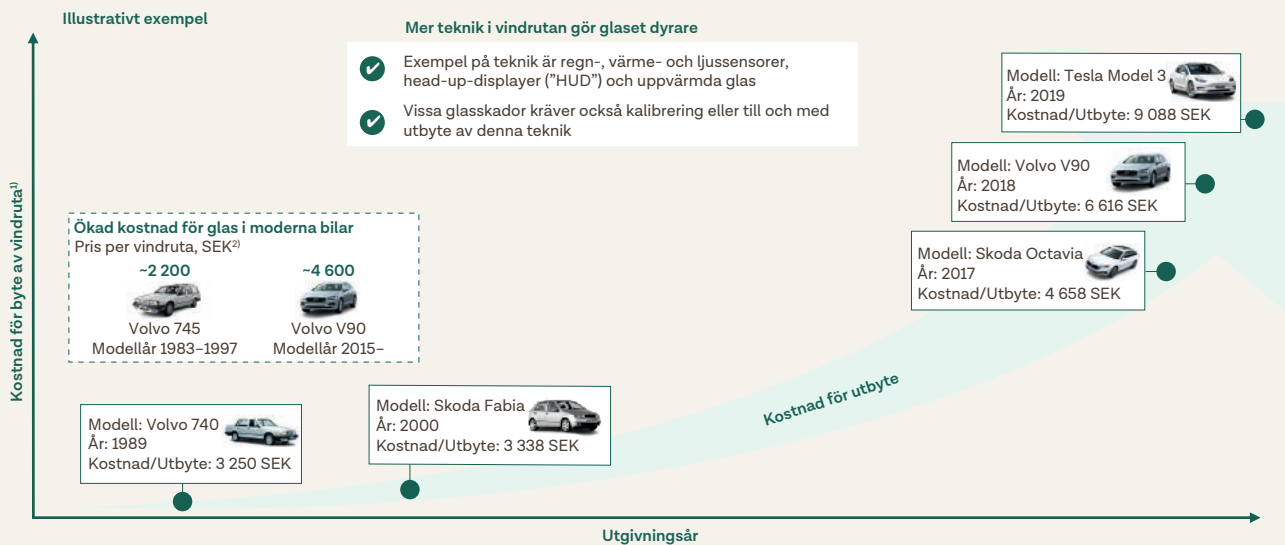 Illustrativt exempel
Mer teknik i vindrutan gör glaset dyrare
Exempel på teknik är regn-, värme- och ljussensorer,
head-up-displayer (”HUD”) och uppvärmda glas
Vissa glasskador kräver också kalibrering eller till och med
utbyte av denna teknik
Modell: Tesla Model 3
År: 2019
Kostnad/Utbyte: 9 088 SEK
Modell: Volvo V90
År: 2018
Kostnad/Utbyte: 6 616 SEK
Modell: Skoda Octavia
År: 2017
Kostnad/Utbyte: 4 658 SEK
Kostnad för byte av vindruta¹⁾
Ökad kostnad för glas i moderna bilar
Pris per vindruta, SEK²⁾
~2 200
Volvo 745
Modellår 1983–1997
~4 600
Volvo V90
Modellår 2015–
Kostnad för utbyte
Modell: Skoda Fabia
År: 2000
Kostnad/Utbyte: 3 338 SEK
Modell: Volvo 740
År: 1989
Kostnad/Utbyte: 3 250 SEK
Utgivningsår